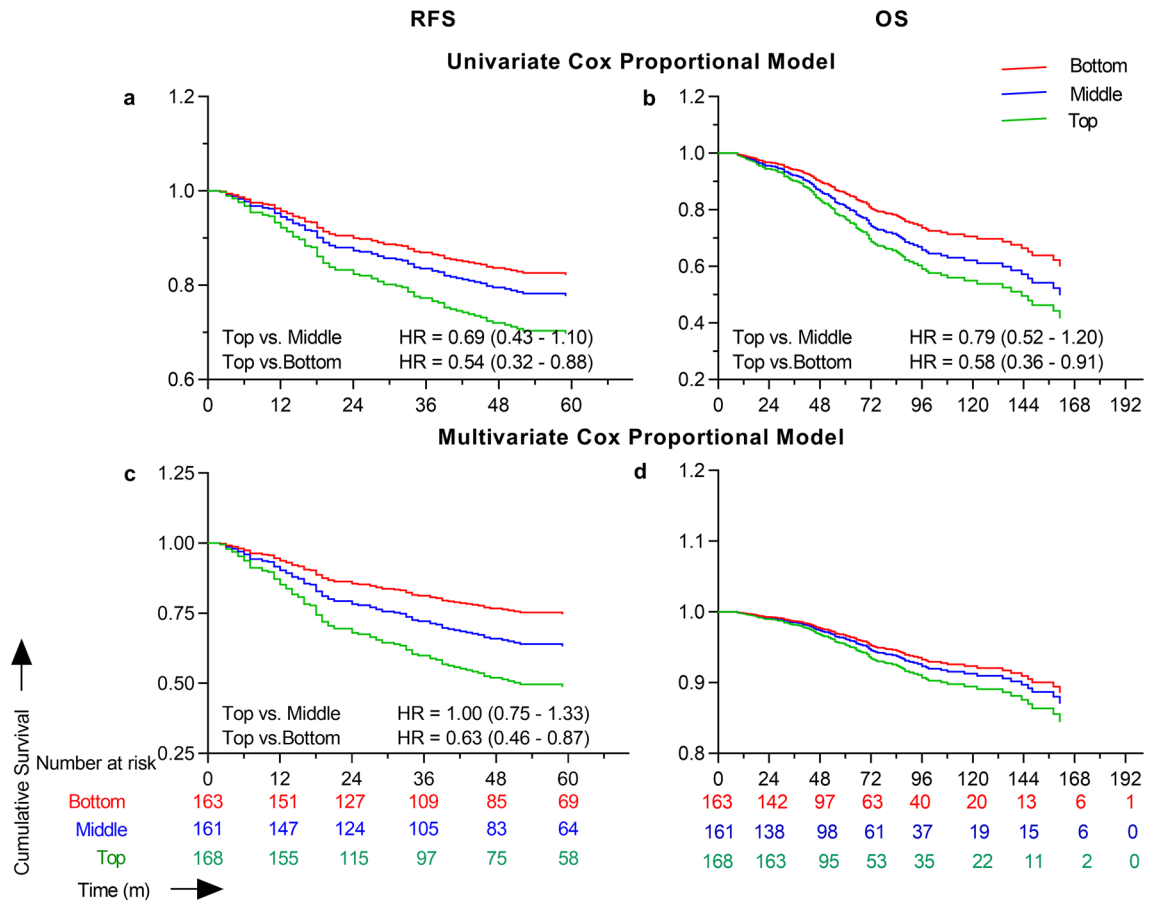 RFS OS
Univariate Cox Proportional Model
Bottom
Middle
Top
a
1.2
1.0
0.8
0.6
Top vs. Middle HR = 0.69 (0.43 - 1.10)
Top vs.Bottom HR = 0.54 (0.32 - 0.88)
0 12 24 36 48 60
b
1.2
1.0
0.8
0.6
0.4
0.2
Top vs. Middle HR = 0.79 (0.52 - 1.20)
Top vs.Bottom HR = 0.58 (0.36 - 0.91)
0 24 48 72 96 120 144 168 192
Multivariate Cox Proportional Model
c
1.25
1.00
0.75
0.50
0.25
Top vs. Middle HR = 1.00 (0.75 - 1.33)
Top vs.Bottom HR = 0.63 (0.46 - 0.87)
0 12 24 36 48 60
d
1.2
1.1
1.0
0.9
0.8
0 24 48 72 96 120 144 168 192
Cumulative Survival
Number at risk
Bottom 163 151 127 109 85 69 163 142 97 63 40 20 13 6 1
Middle 161 147 124 105 83 64 161 138 98 61 37 19 15 6 0
Top 168 155 115 97 75 58 168 163 95 53 35 22 11 2 0
Time (m)